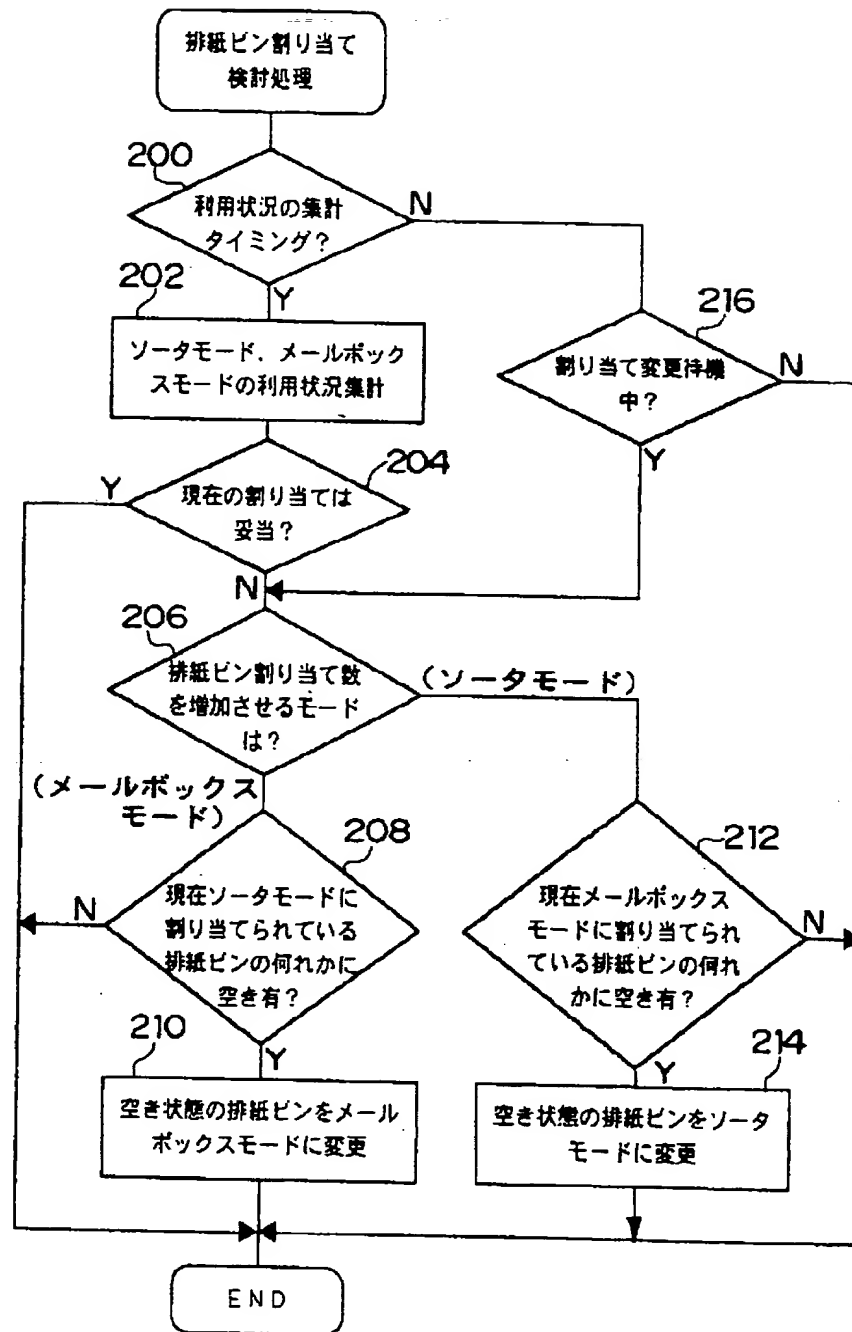 排紙ビン割り当て
検討処理
200
利用状況の集計
タイミング？
N
Y
202
ソータモード、メールボック
スモードの利用状況集計
216
割り当て変更待機
中？
N
Y
204
現在の割り当ては
妥当？
Y
N
206
排紙ビン割り当て数
を増加させるモード
は？
(ソータモード)
(メールボックス
モード)
208
現在ソータモードに
割り当てられている
排紙ビンの何れかに
空き有？
N
Y
212
現在メールボックス
モードに割り当てられ
ている排紙ビンの何れ
かに空き有？
N
Y
210
空き状態の排紙ビンをメール
ボックスモードに変更
214
空き状態の排紙ビンをソータ
モードに変更
END